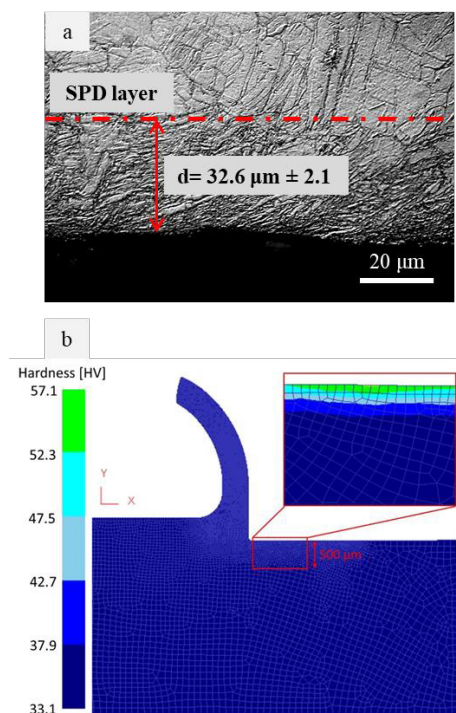 a
SPD layer
d= 32.6 μm ± 2.1
20 μm
b
Hardness [HV]
57.1
52.3
47.5
42.7
37.9
33.1
Y
X
500 μm